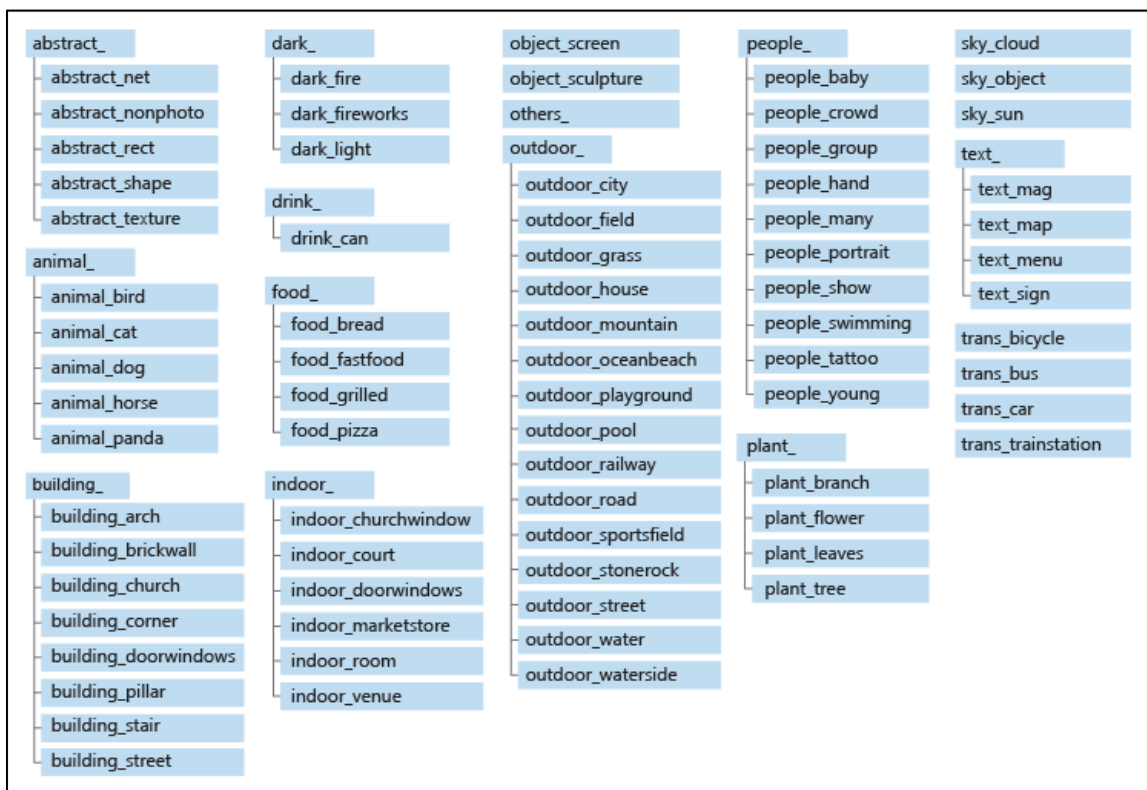 abstract_
abstract_net
abstract_nonphoto
abstract_rect
abstract_shape
abstract_texture
animal_
animal_bird
animal_cat
animal_dog
animal_horse
animal_panda
building_
building_arch
building_brickwall
building_church
building_corner
building_doorwindows
building_pillar
building_stair
building_street
dark_
dark_fire
dark_fireworks
dark_light
drink_
drink_can
food_
food_bread
food_fastfood
food_grilled
food_pizza
indoor_
indoor_churchwindow
indoor_court
indoor_doorwindows
indoor_marketstore
indoor_room
indoor_venue
object_screen
object_sculpture
others_
outdoor_
outdoor_city
outdoor_field
outdoor_grass
outdoor_house
outdoor_mountain
outdoor_oceanbeach
outdoor_playground
outdoor_pool
outdoor_railway
outdoor_road
outdoor_sportsfield
outdoor_stonerock
outdoor_street
outdoor_water
outdoor_waterside
people_
people_baby
people_crowd
people_group
people_hand
people_many
people_portrait
people_show
people_swimming
people_tattoo
people_young
plant_
plant_branch
plant_flower
plant_leaves
plant_tree
sky_cloud
sky_object
sky_sun
text_
text_mag
text_map
text_menu
text_sign
trans_bicycle
trans_bus
trans_car
trans_trainstation